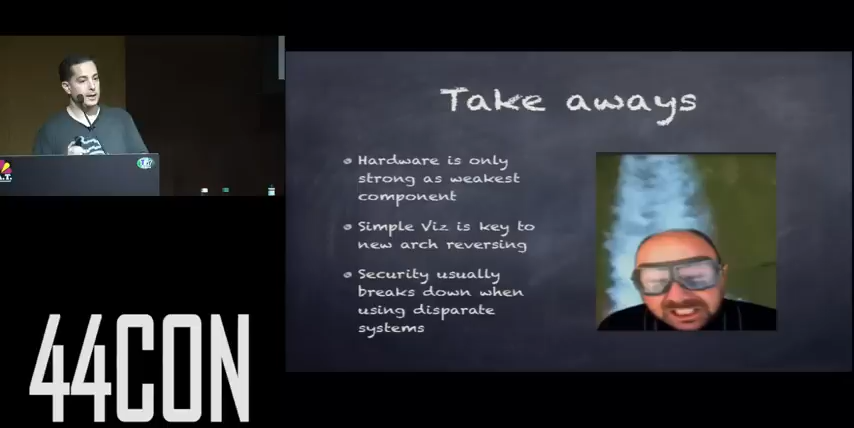 Take aways
Hardware is only
strong as weakest
component
Simple Viz is key to
new arch reversing
Security usually
breaks down when
using disparate
systems
44CON